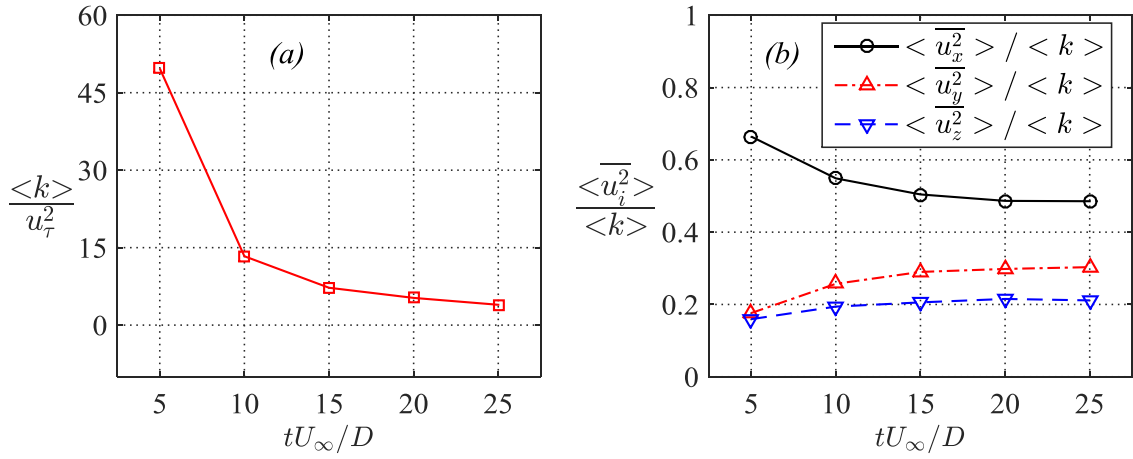 60
45
30
15
0
5 10 15 20 25
(a)
<k>
u_τ^2
tU_∞/D
1
0.8
0.6
0.4
0.2
0
5 10 15 20 25
(b)
< \overline{u_x^2} > / < k >
< \overline{u_y^2} > / < k >
< \overline{u_z^2} > / < k >
<\overline{u_i^2}>
<k>
tU_∞/D